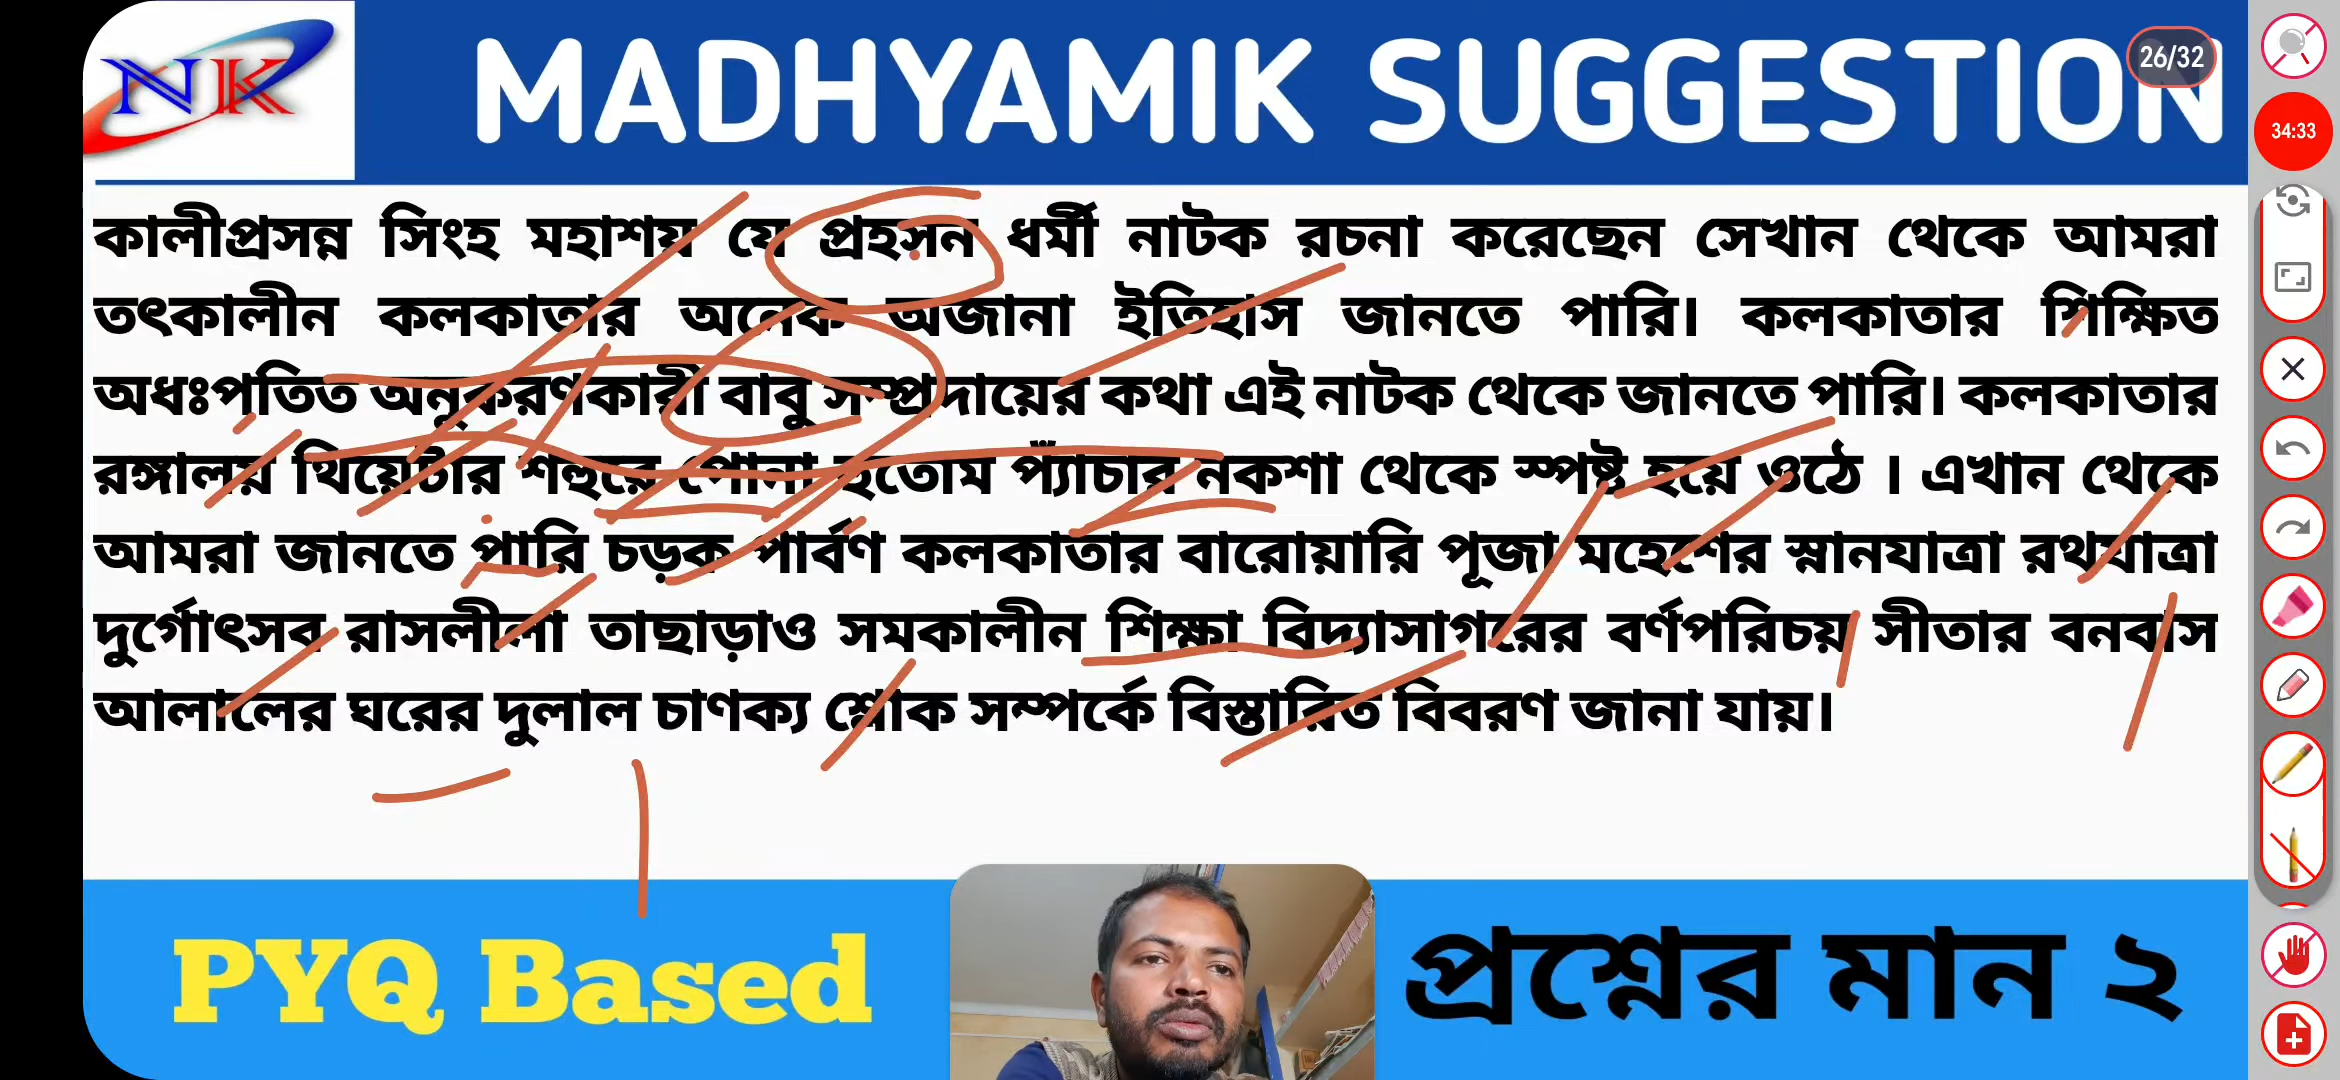 NK
MADHYAMIK SUGGESTION
26/32
34:33
কালীপ্রসন্ন সিংহ মহাশয় যে প্রহসন ধর্মী নাটক রচনা করেছেন সেখান থেকে আমরা
তৎকালীন কলকাতার অনেক অজানা ইতিহাস জানতে পারি। কলকাতার শিক্ষিত
অধঃপতিত অনুকরণকারী বাবু সম্প্রদায়ের কথা এই নাটক থেকে জানতে পারি। কলকাতার
রঙ্গালয় থিয়েটার শহুরে পোনা হুতোম প্যাঁচার নকশা থেকে স্পষ্ট হয়ে ওঠে । এখান থেকে
আমরা জানতে পারি চড়ক পার্বণ কলকাতার বারোয়ারি পূজা মহেশের স্নানযাত্রা রথযাত্রা
দুর্গোৎসব রাসলীলা তাছাড়াও সমকালীন শিক্ষা বিদ্যাসাগরের বর্ণপরিচয় সীতার বনবাস
আলালের ঘরের দুলাল চাণক্য শ্লোক সম্পর্কে বিস্তারিত বিবরণ জানা যায়।
PYQ Based
প্রশ্নের মান ২